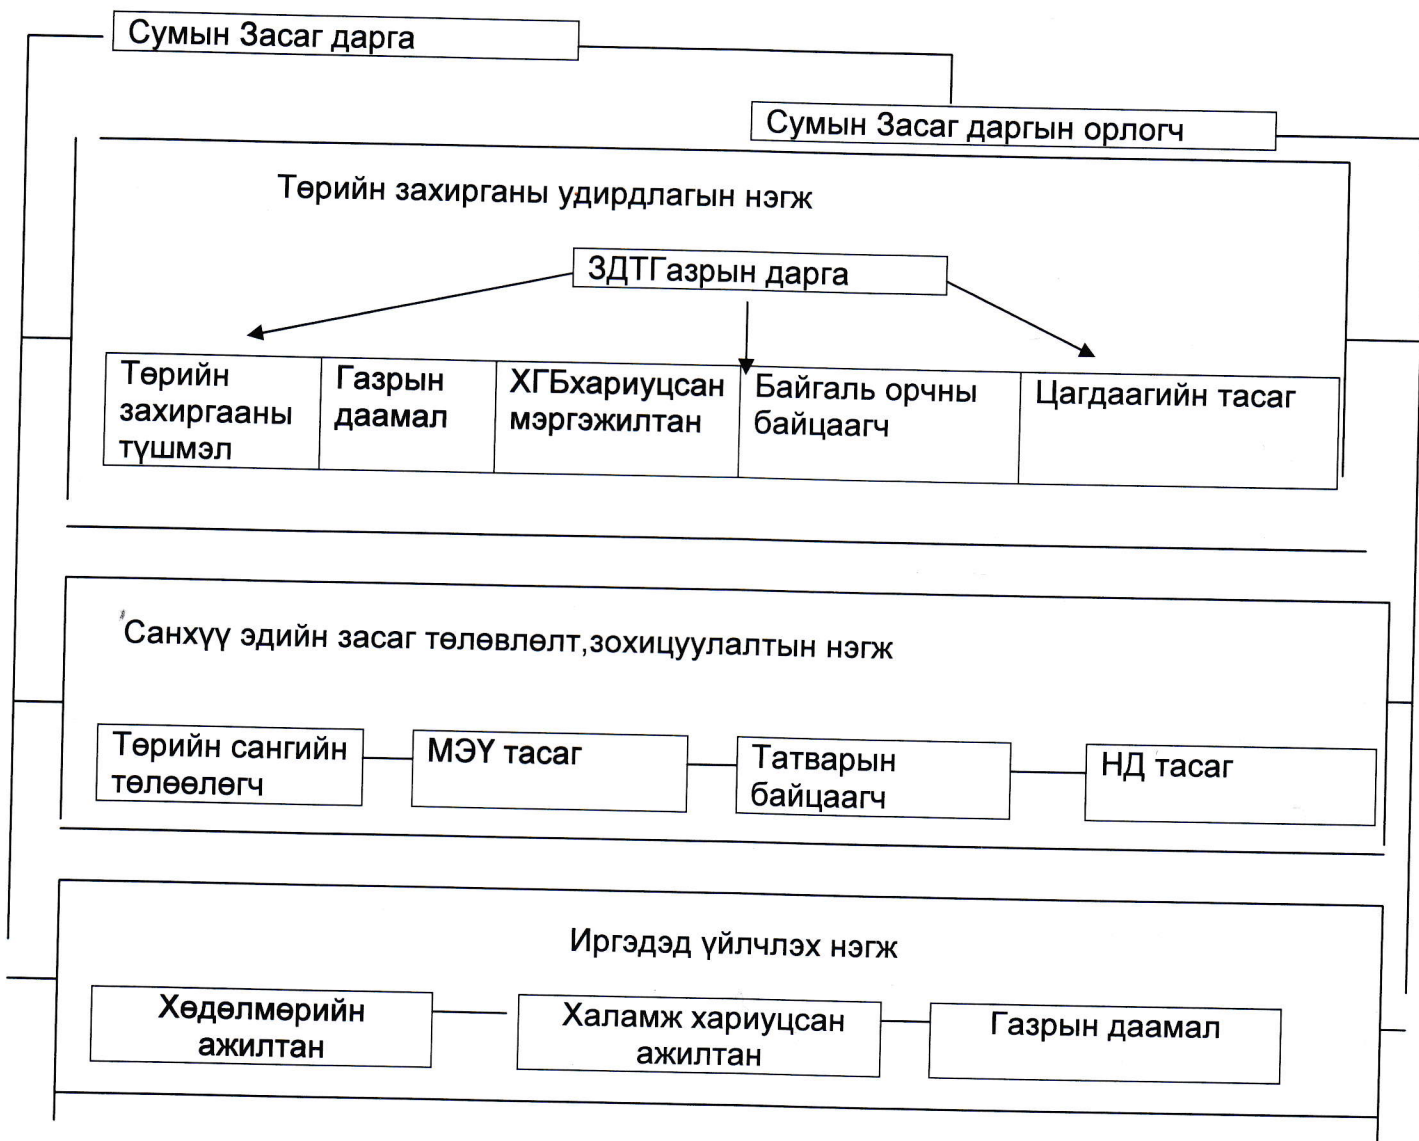 Сумын Засаг дарга
Сумын Засаг даргын орлогч
Төрийн захирганы удирдлагын нэгж
ЗДТГазрын дарга
Төрийн
захиргааны
түшмэл
Газрын
даамал
ХГБхариуцсан
мэргэжилтан
Байгаль орчны
байцаагч
Цагдаагийн тасаг
Санхүү эдийн засаг төлөвлөлт,зохицуулалтын нэгж
Төрийн сангийн
төлөөлөгч
МЭҮ тасаг
Татварын
байцаагч
НД тасаг
Иргэдэд үйлчлэх нэгж
Хөдөлмөрийн
ажилтан
Халамж хариуцсан
ажилтан
Газрын даамал